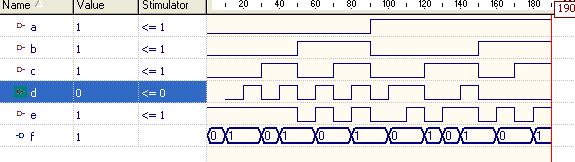 Name Value Stimulator 20 40 60 80 100 120 140 160 180 190
a 1 <= 1
b 1 <= 1
c 1 <= 1
d 0 <= 0
e 1 <= 1
f 1 0 1 0 1 0 1 0 1 0 1 0 1